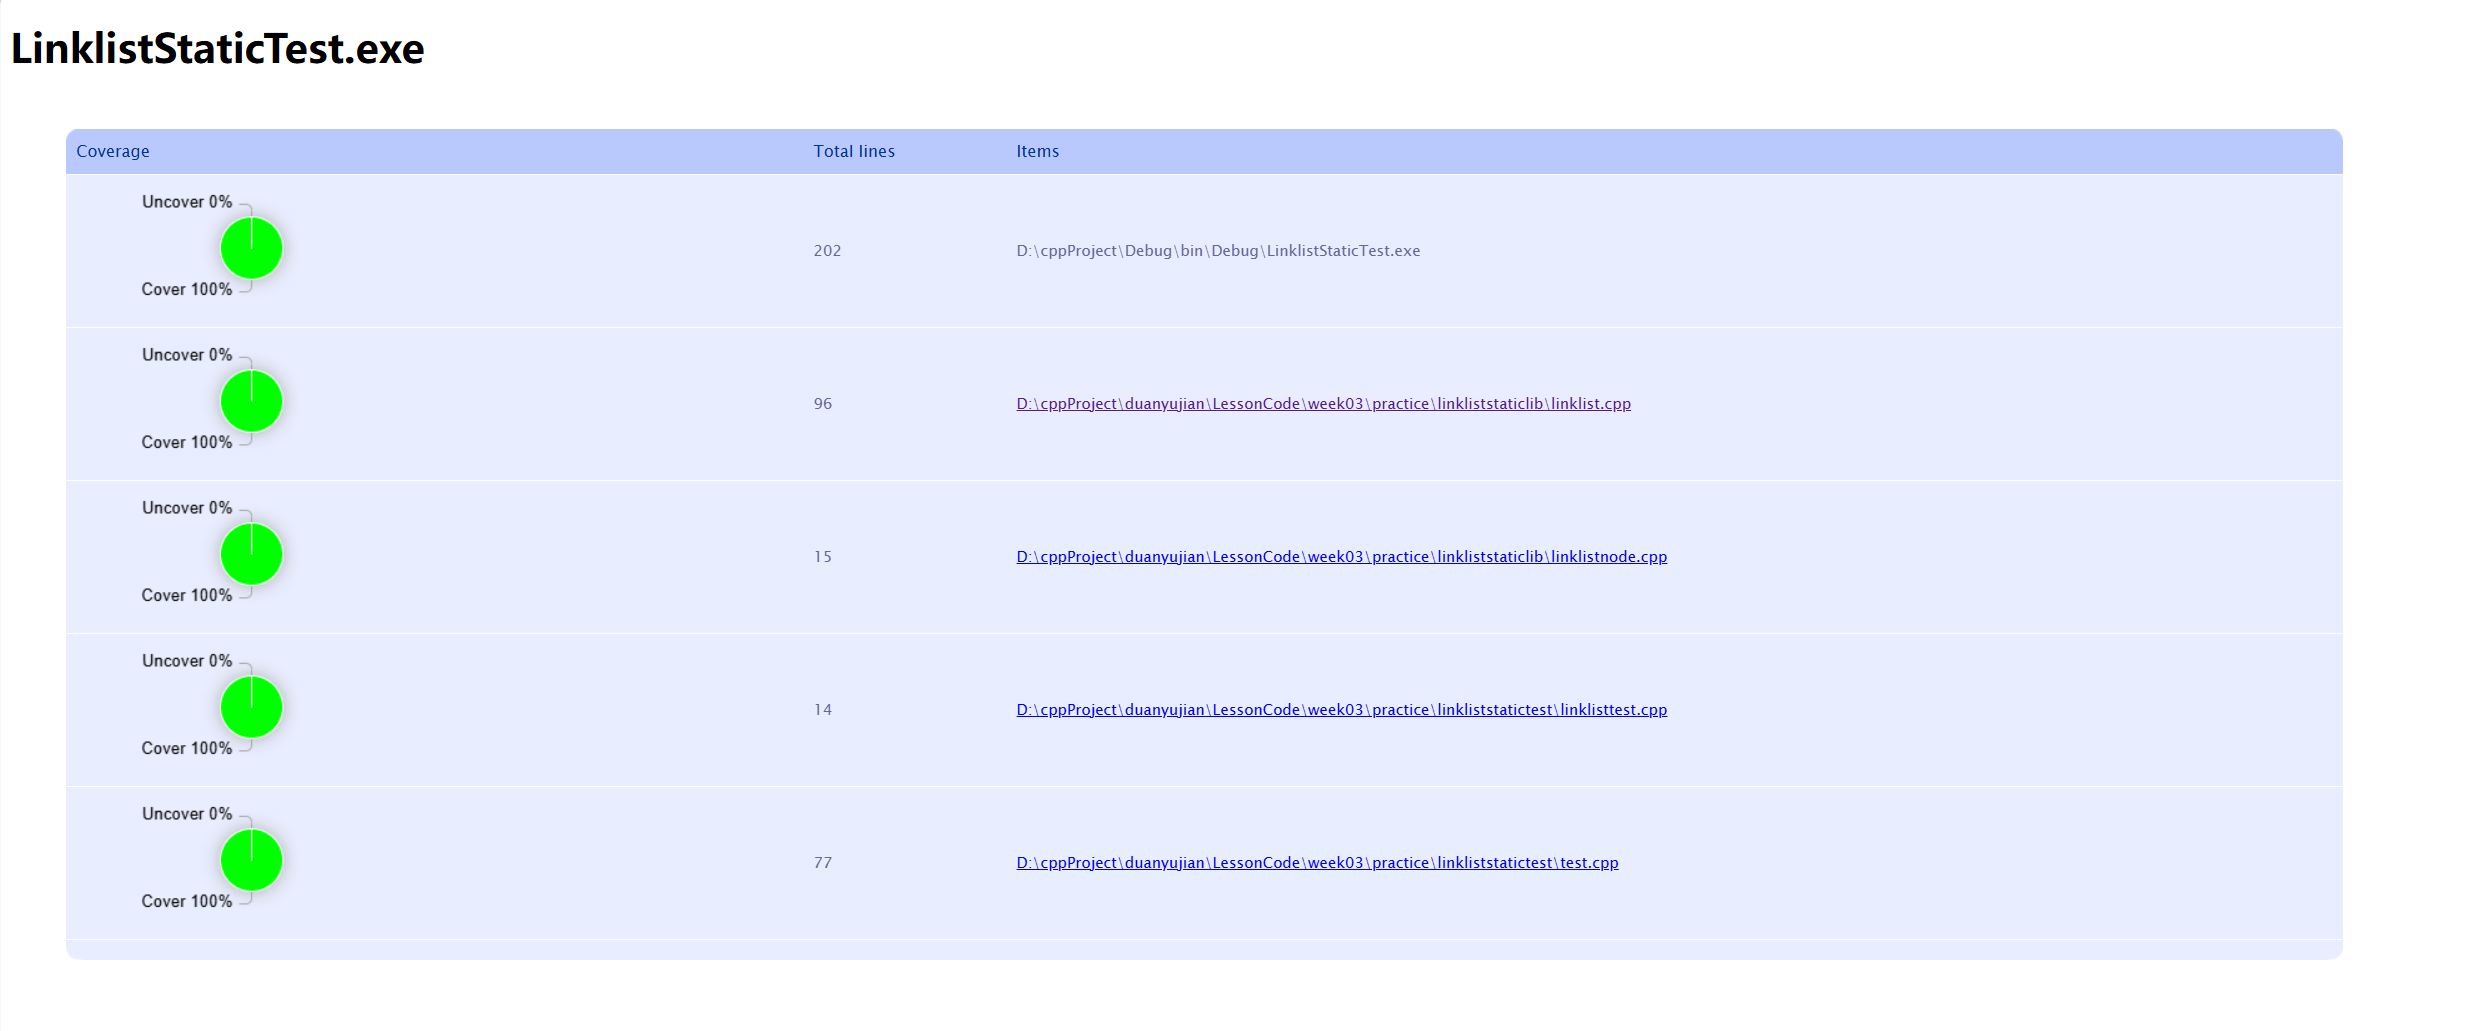 LinklistStaticTest.exe
Coverage Total lines Items
Uncover 0%
202 D:\cppProject\Debug\bin\Debug\LinklistStaticTest.exe
Cover 100%
Uncover 0%
96 D:\cppProject\duanyujian\LessonCode\week03\practice\linkliststaticlib\linklist.cpp
Cover 100%
Uncover 0%
15 D:\cppProject\duanyujian\LessonCode\week03\practice\linkliststaticlib\linklistnode.cpp
Cover 100%
Uncover 0%
14 D:\cppProject\duanyujian\LessonCode\week03\practice\linkliststatictest\linklisttest.cpp
Cover 100%
Uncover 0%
77 D:\cppProject\duanyujian\LessonCode\week03\practice\linkliststatictest\test.cpp
Cover 100%